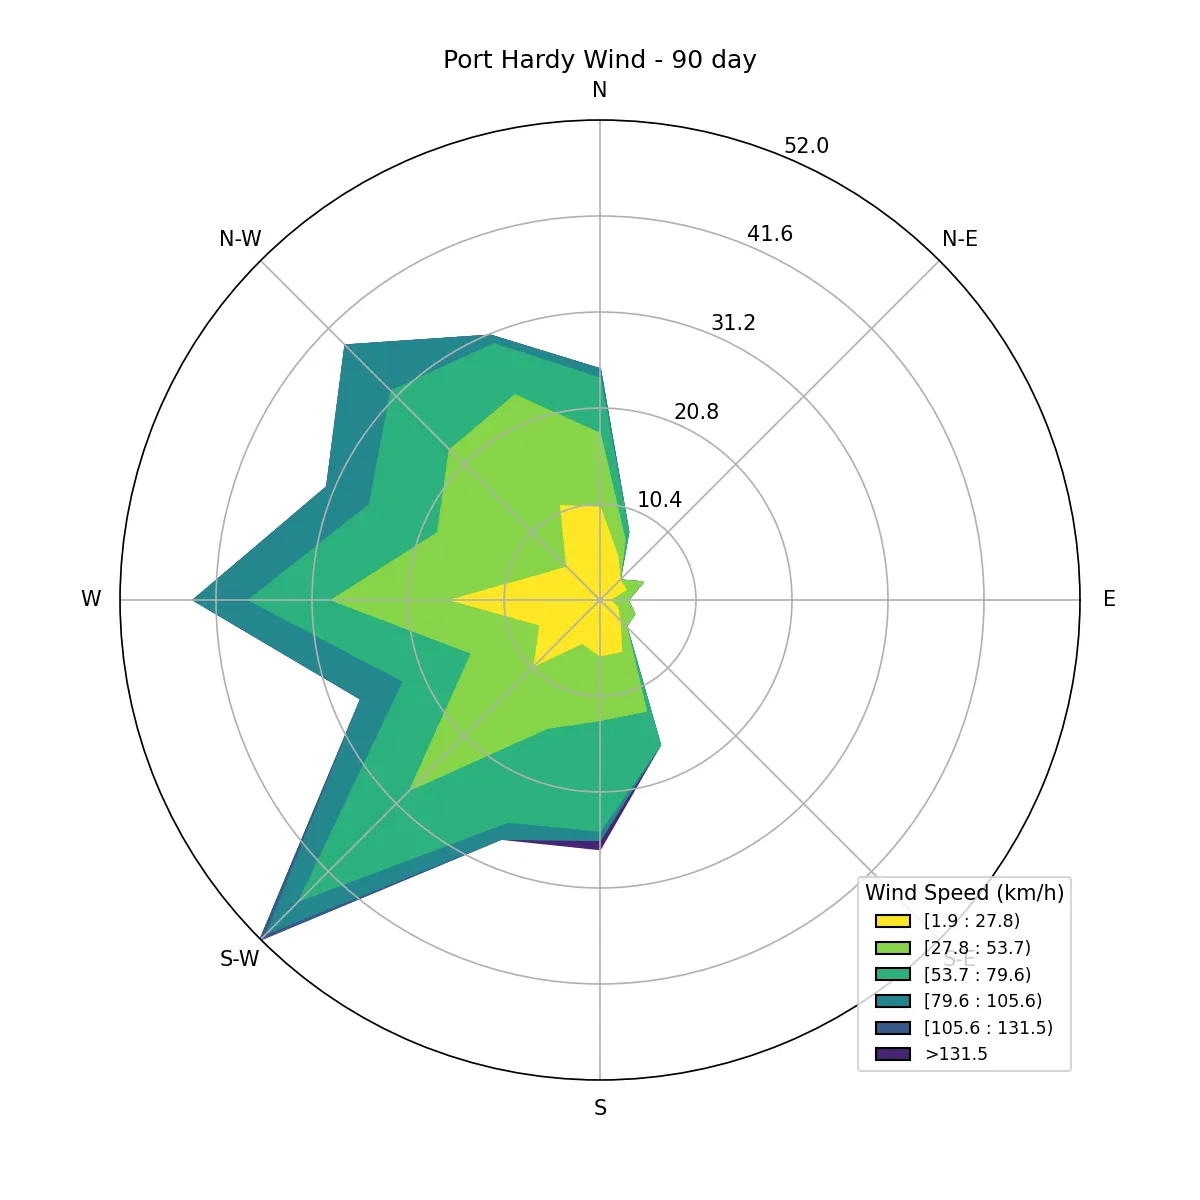 Port Hardy Wind - 90 day
N
52.0
41.6
N-W
N-E
31.2
20.8
10.4
W
E
S-W
S-E
Wind Speed (km/h)
[1.9 : 27.8)
[27.8 : 53.7)
[53.7 : 79.6)
[79.6 : 105.6)
[105.6 : 131.5)
>131.5
S